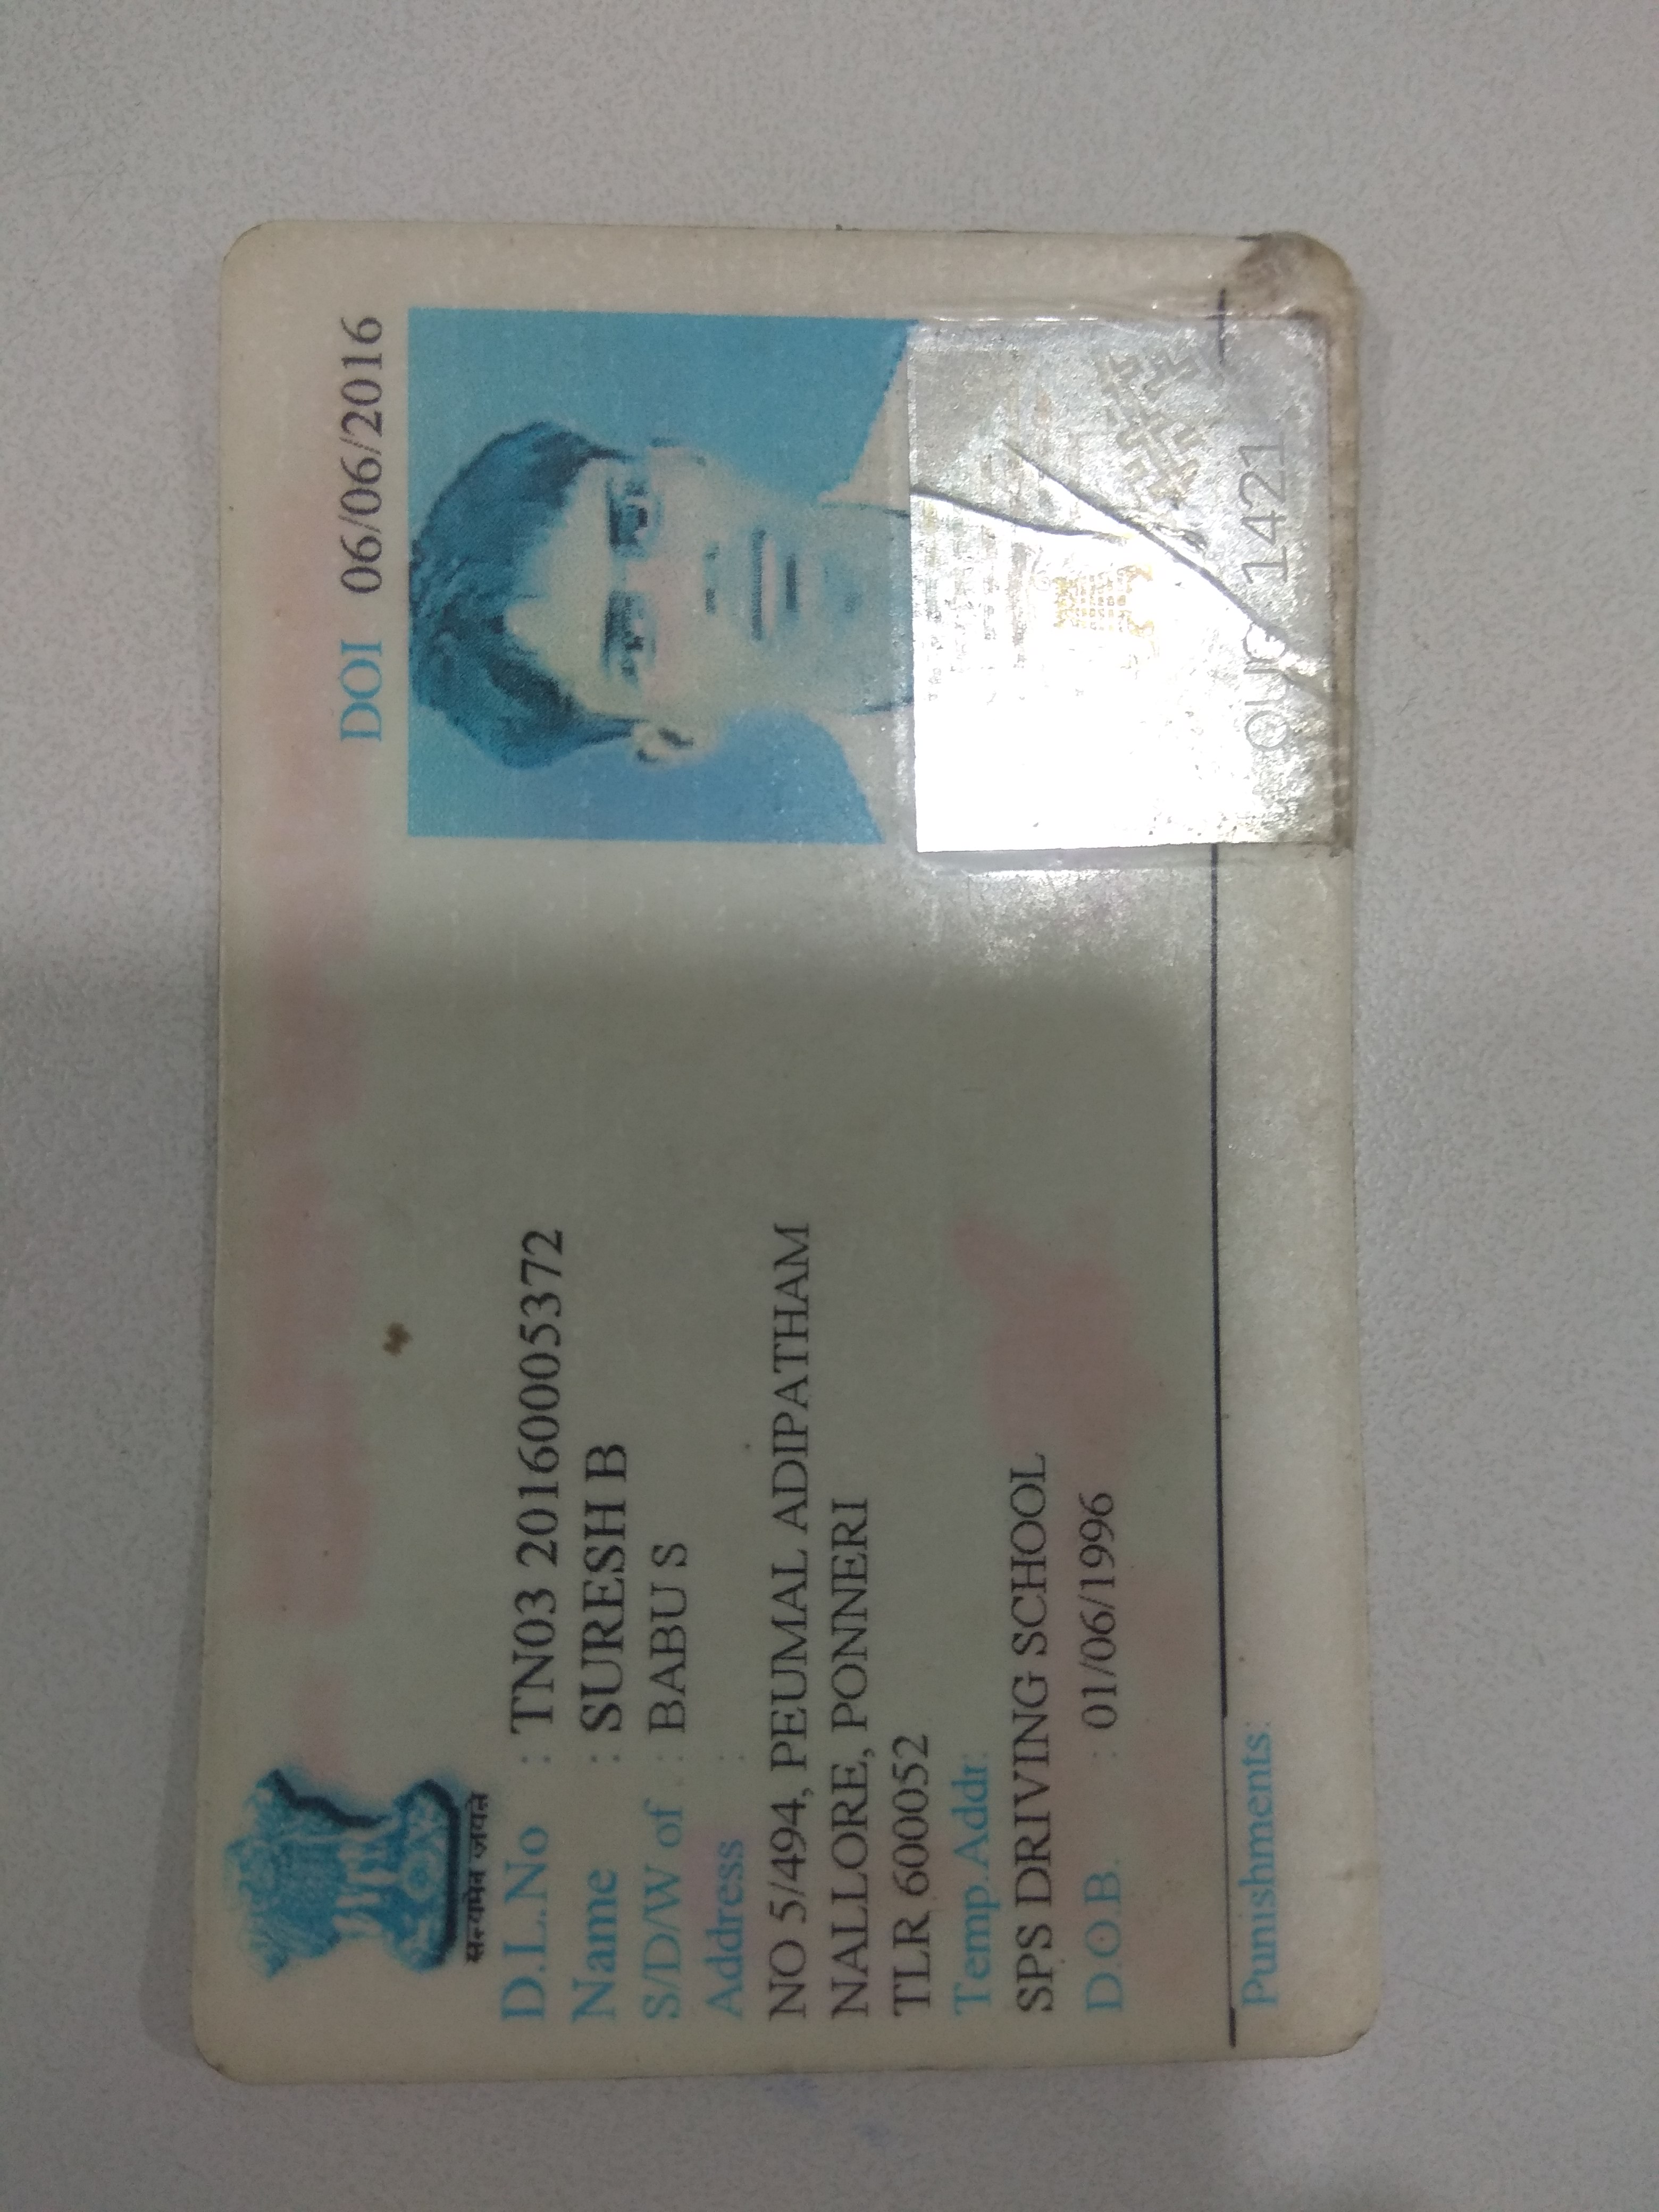 DOI 06/06/2016
सत्यमेव जयते
D.L.No : TN03 20160005372
Name : SURESH B
S/D/W of : BABU S
Address :
NO 5/494, PEUMAL ADIPATHAM
NALLORE, PONNERI
TLR 600052
Temp.Addr:
SPS DRIVING SCHOOL
D.O.B. : 01/06/1996
Punishments:
1421